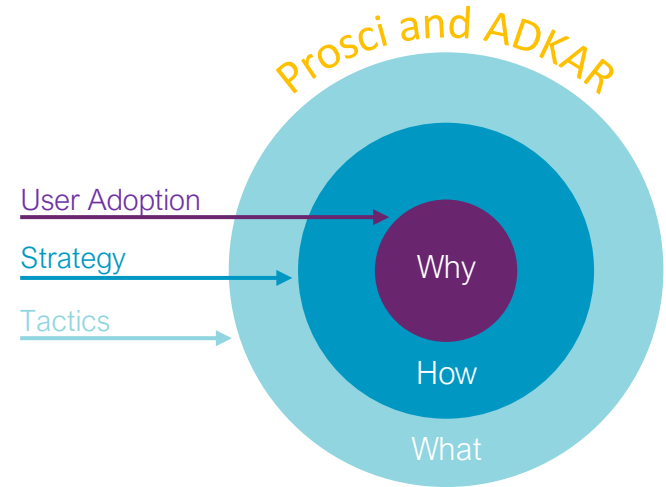 Prosci and ADKAR
User Adoption
Strategy
Tactics
Why
How
What